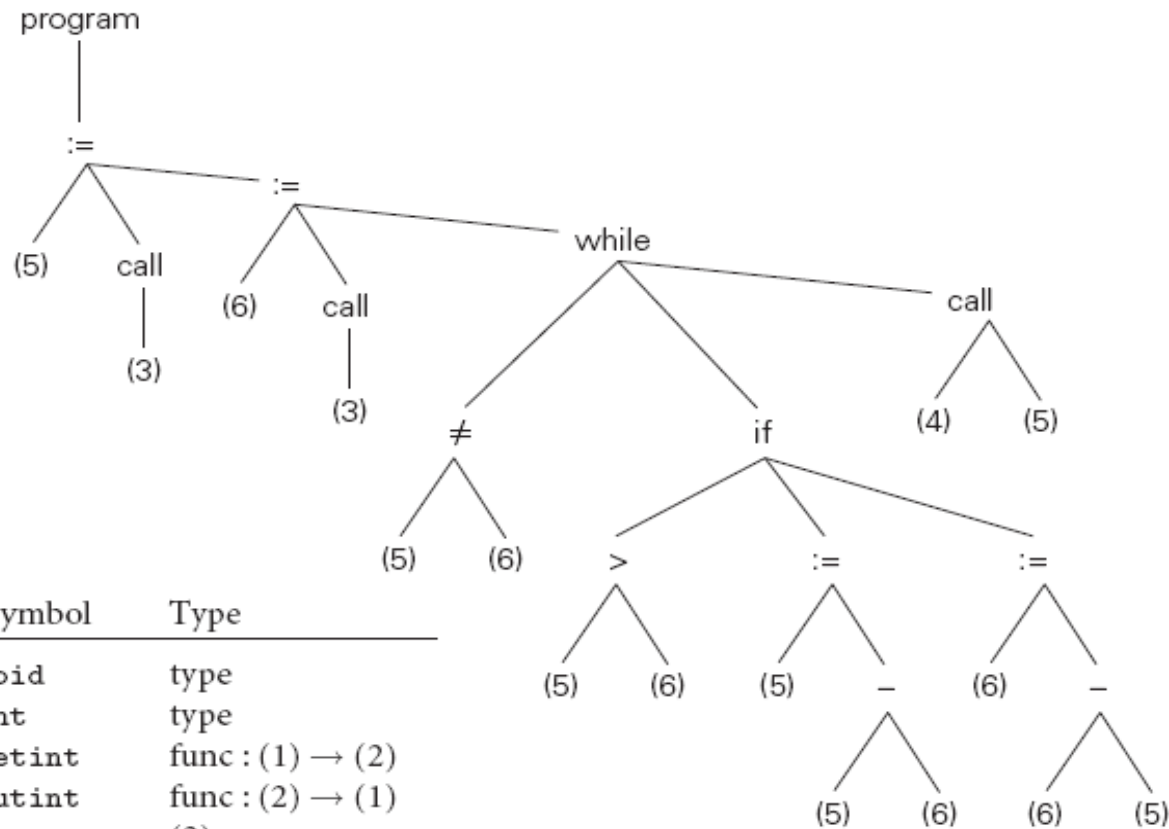 program
:=
:=
while
(5) call
call
(6) call
(3)
(3) (4) (5)
≠ if
(5) (6) > := :=
ymbol Type
oid type
(5) (6) (5) – (6) –
nt type
etint func : (1) → (2)
utint func : (2) → (1)
(5) (6) (6) (5)